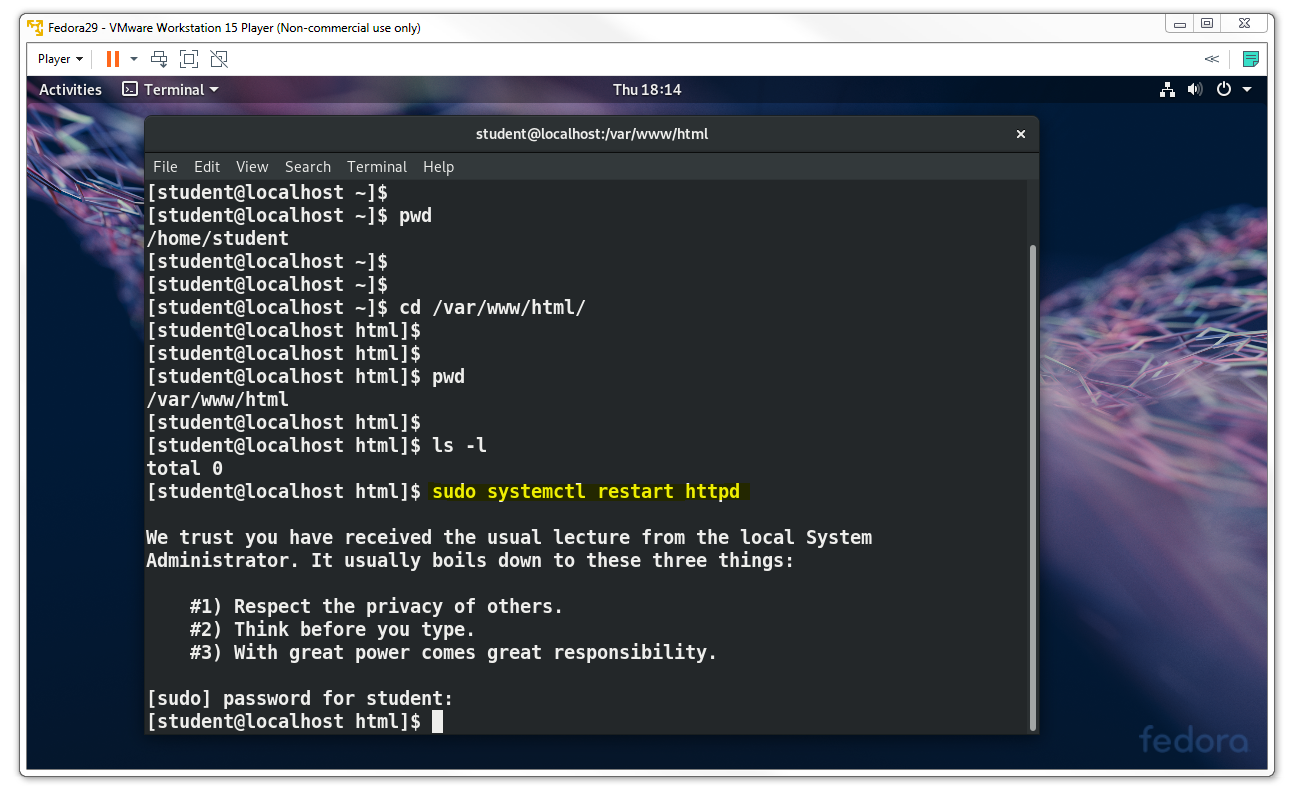 Fedora29 - VMware Workstation 15 Player (Non-commercial use only)
Player
Activities Terminal Thu 18:14
student@localhost:/var/www/html
File Edit View Search Terminal Help
[student@localhost ~]$
[student@localhost ~]$ pwd
/home/student
[student@localhost ~]$
[student@localhost ~]$
[student@localhost ~]$ cd /var/www/html/
[student@localhost html]$
[student@localhost html]$
[student@localhost html]$ pwd
/var/www/html
[student@localhost html]$
[student@localhost html]$ ls -l
total 0
[student@localhost html]$ sudo systemctl restart httpd
We trust you have received the usual lecture from the local System
Administrator. It usually boils down to these three things:
#1) Respect the privacy of others.
#2) Think before you type.
#3) With great power comes great responsibility.
[sudo] password for student:
[student@localhost html]$
fedora